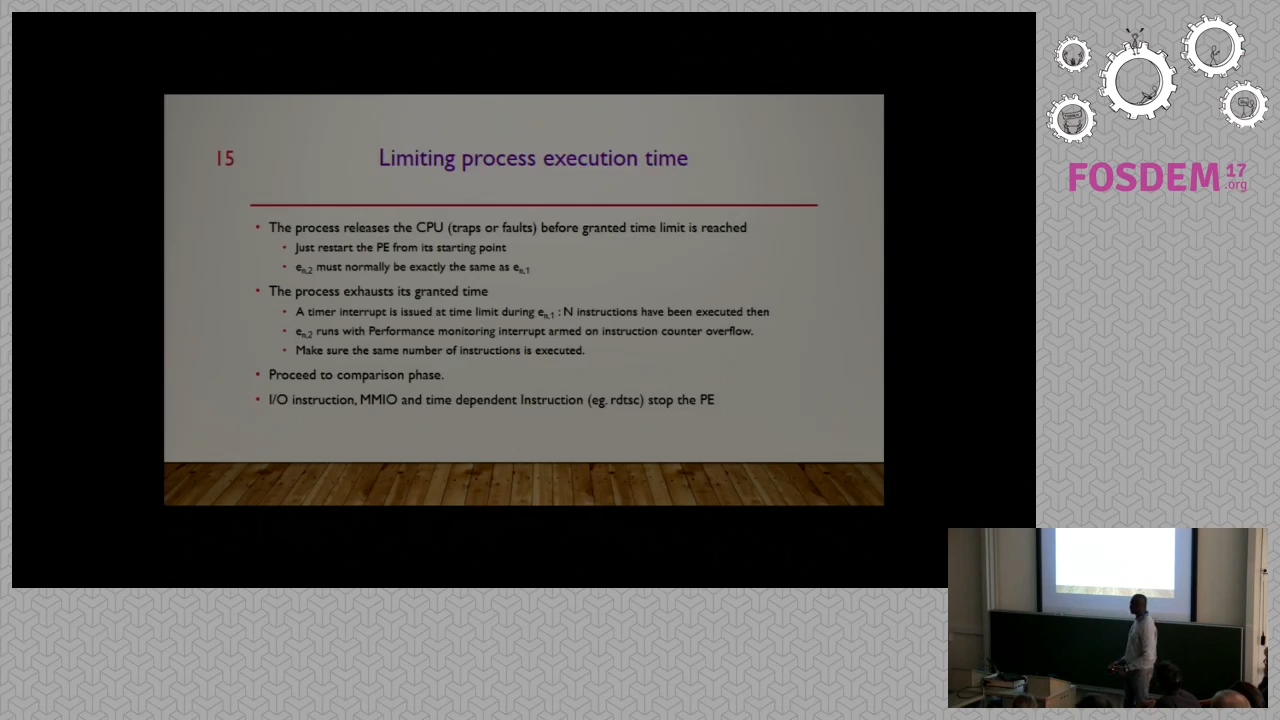 15
Limiting process execution time
• The process releases the CPU (traps or faults) before granted time limit is reached
• Just restart the PE from its starting point
• en,2 must normally be exactly the same as en,1
• The process exhausts its granted time
• A timer interrupt is issued at time limit during en,1 : N instructions have been executed then
• en,2 runs with Performance monitoring interrupt armed on instruction counter overflow.
• Make sure the same number of instructions is executed.
• Proceed to comparison phase.
• I/O instruction, MMIO and time dependent Instruction (eg. rdtsc) stop the PE
FOSDEM 17 .org